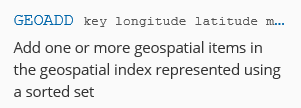 GEOADD key longitude latitude m...
Add one or more geospatial items in
the geospatial index represented using
a sorted set